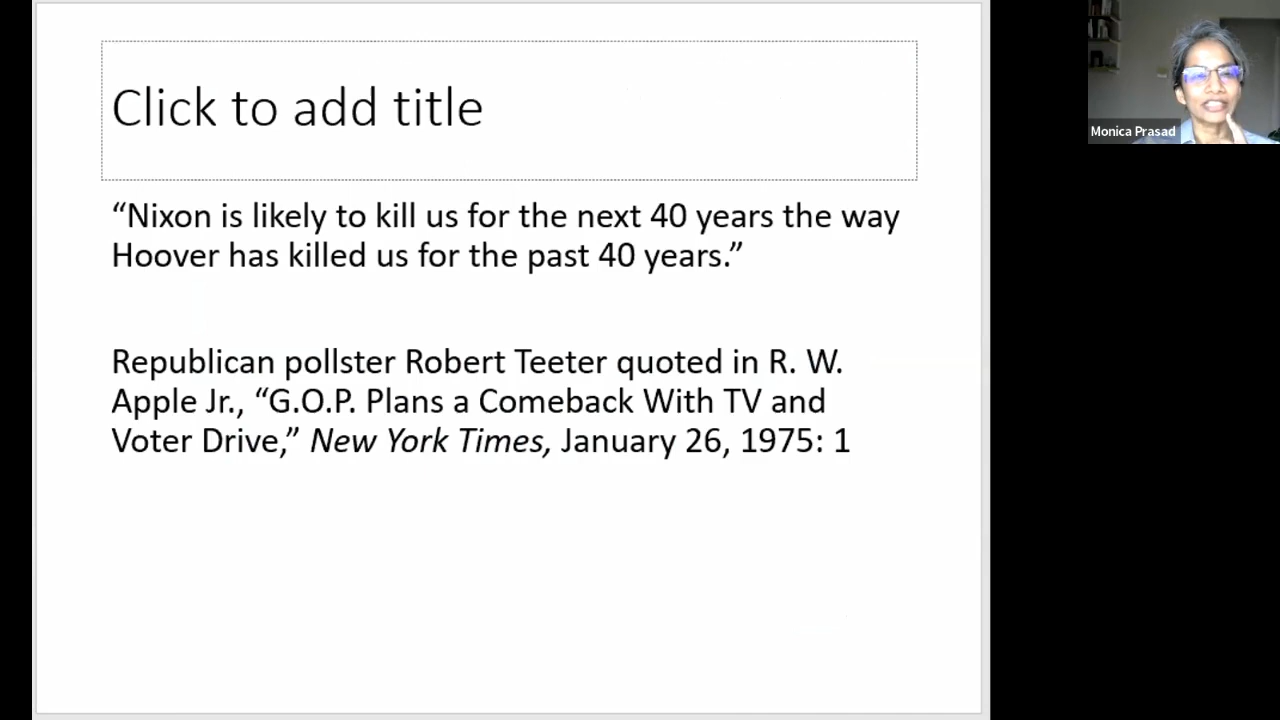 Click to add title
“Nixon is likely to kill us for the next 40 years the way
Hoover has killed us for the past 40 years.”
Republican pollster Robert Teeter quoted in R. W.
Apple Jr., “G.O.P. Plans a Comeback With TV and
Voter Drive,” New York Times, January 26, 1975: 1
Monica Prasad